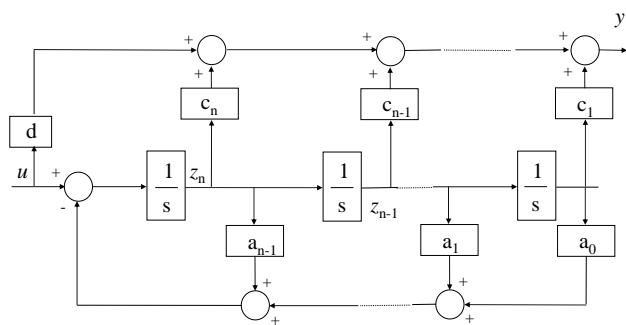 y
+
+
+
+
+
+
c_n
c_{n-1}
c_1
d
u
+
-
1/s
z_n
1/s
z_{n-1}
1/s
a_{n-1}
a_1
a_0
+
+
+
+